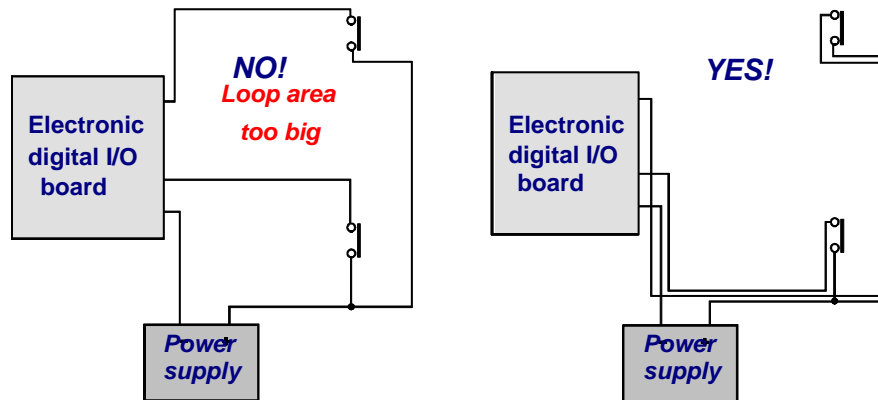 NO!
Loop area
too big
Electronic
digital I/O
board
Power
supply
YES!
Electronic
digital I/O
board
Power
supply